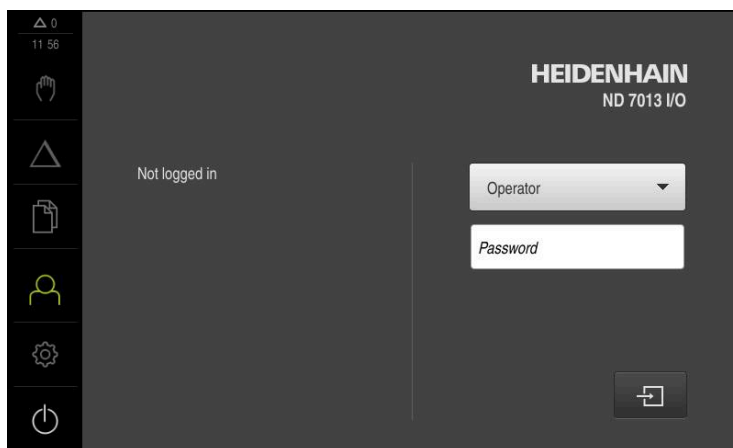 0
11 56
HEIDENHAIN
ND 7013 I/O
Not logged in
Operator
Password